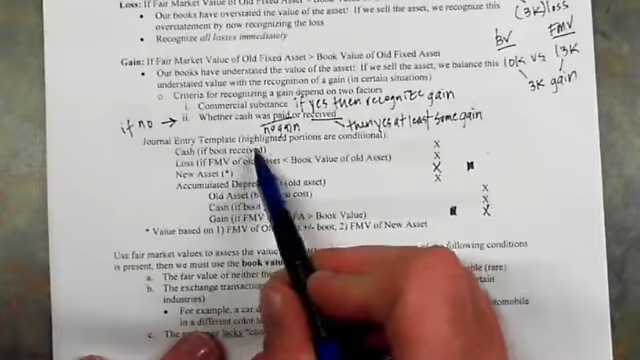 Loss: If Fair Market Value of Old Fixed Asset
• Our books have overstated the value of the asset! If we sell the asset, we recognize this
overstatement by now recognizing the loss
• Recognize all losses immediately
(3K) loss
BV FMV
10K vs 13K
3K gain
Gain: If Fair Market Value of Old Fixed Asset > Book Value of Old Fixed Asset
• Our books have understated the value of the asset! If we sell the asset, we balance this
understated value with the recognition of a gain (in certain situations)
o Criteria for recognizing a gain depend on two factors
i. Commercial substance if yes then recognize gain
if no → ii. Whether cash was paid or received
no gain then yes at least some gain
Journal Entry Template (highlighted portions are conditional):
Cash (if boot received) X
Loss (if FMV of old Asset < Book Value of old Asset) X
New Asset (*) X
Accumulated (old asset) X
Old Asset cost) X
Cash (if boot X
Gain (if FMV > Book Value) X
* Value based on 1) FMV of +/- boot, 2) FMV of New Asset
Use fair market values to assess the of the following conditions
is present, then we must use the book
a. The fair value of neither (rare)
b. The exchange
industries)
• For example, a car
in a different color
c. The lacks